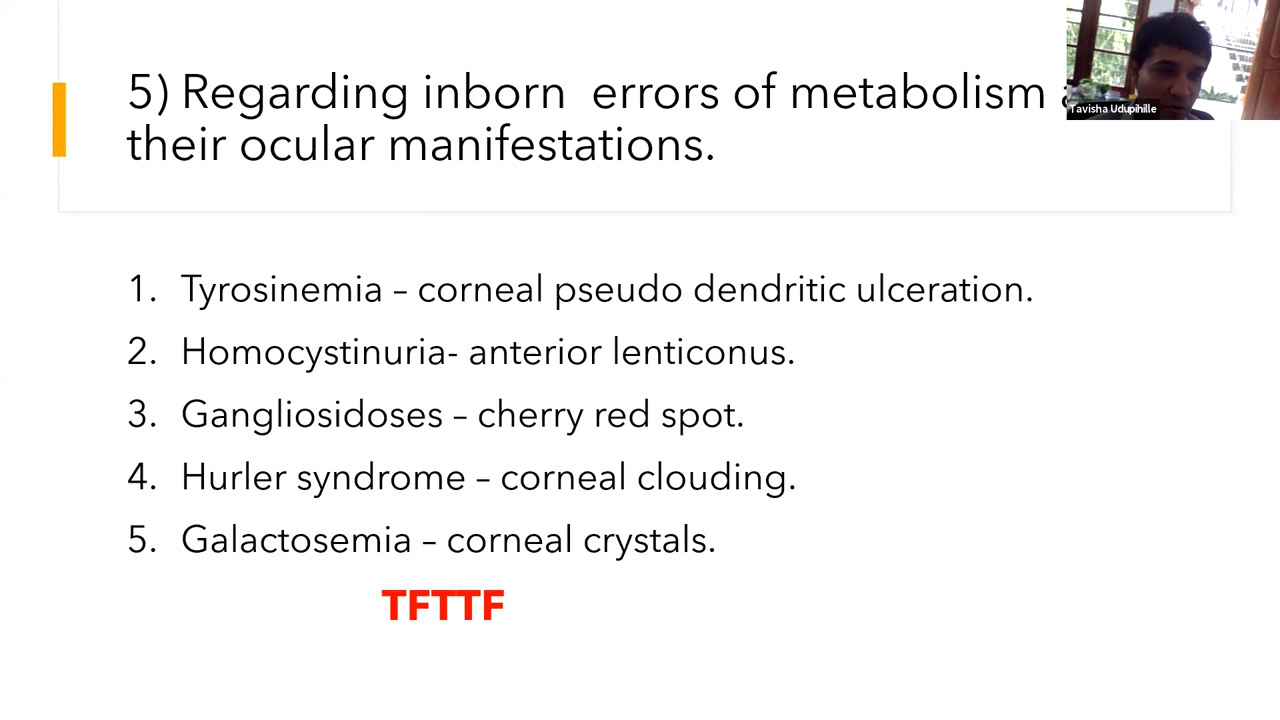 5) Regarding inborn errors of metabolism
their ocular manifestations.
Tavisha Udupihille
1. Tyrosinemia – corneal pseudo dendritic ulceration.
2. Homocystinuria- anterior lenticonus.
3. Gangliosidoses – cherry red spot.
4. Hurler syndrome – corneal clouding.
5. Galactosemia – corneal crystals.
TFTTF